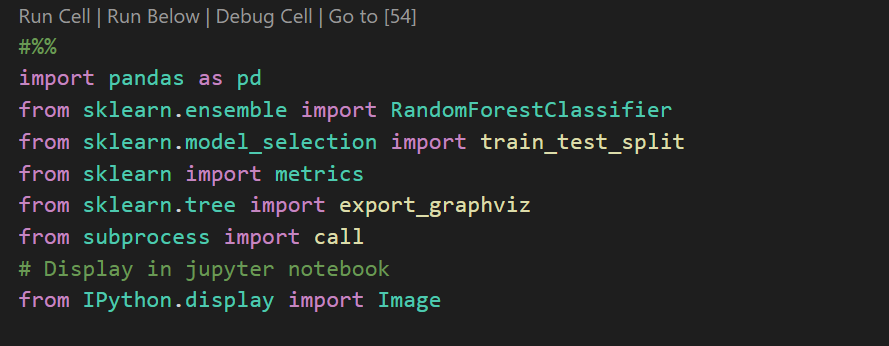 Run Cell | Run Below | Debug Cell | Go to [54]
#%%
import pandas as pd
from sklearn.ensemble import RandomForestClassifier
from sklearn.model_selection import train_test_split
from sklearn import metrics
from sklearn.tree import export_graphviz
from subprocess import call
# Display in jupyter notebook
from IPython.display import Image